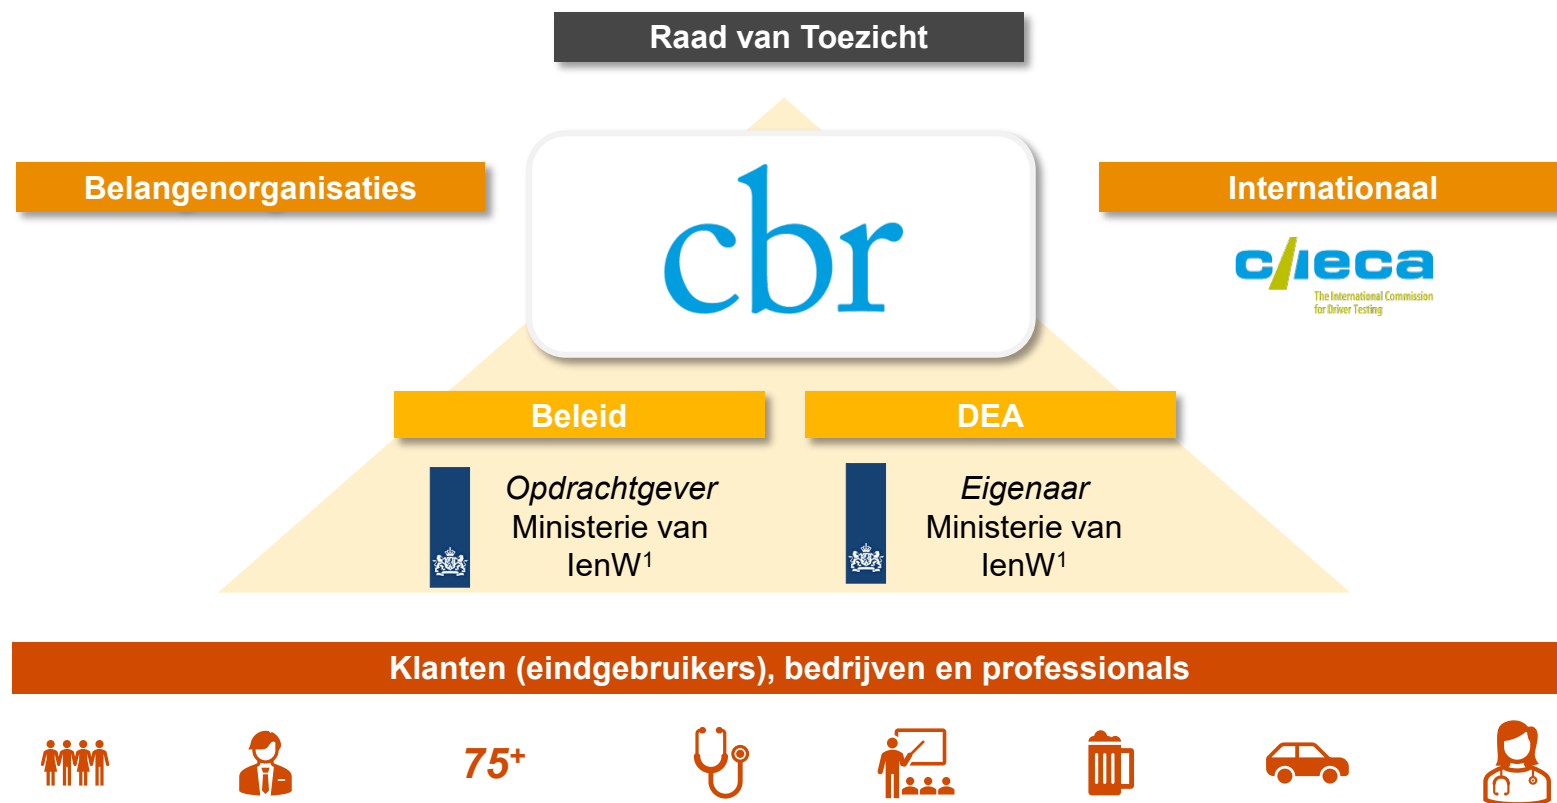 Raad van Toezicht
Belangenorganisaties
cbr
Internationaal
cieca
The International Commission
for Driver Testing
Beleid
DEA
Opdrachtgever
Ministerie van
IenW¹
Eigenaar
Ministerie van
IenW¹
Klanten (eindgebruikers), bedrijven en professionals
75⁺